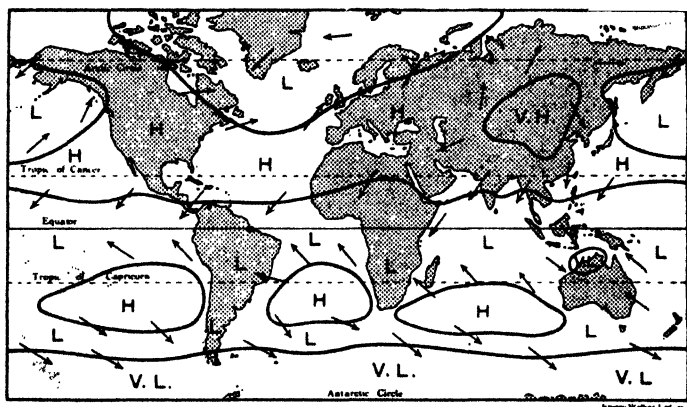 L
L
L
H
H
V.H.
H
H
H
Tropic of Cancer
Equator
L
L
L
L
L
L
Tropic of Capricorn
H
H
H
L
L
L
L
V. L.
V. L.
V. L
Antarctic Circle